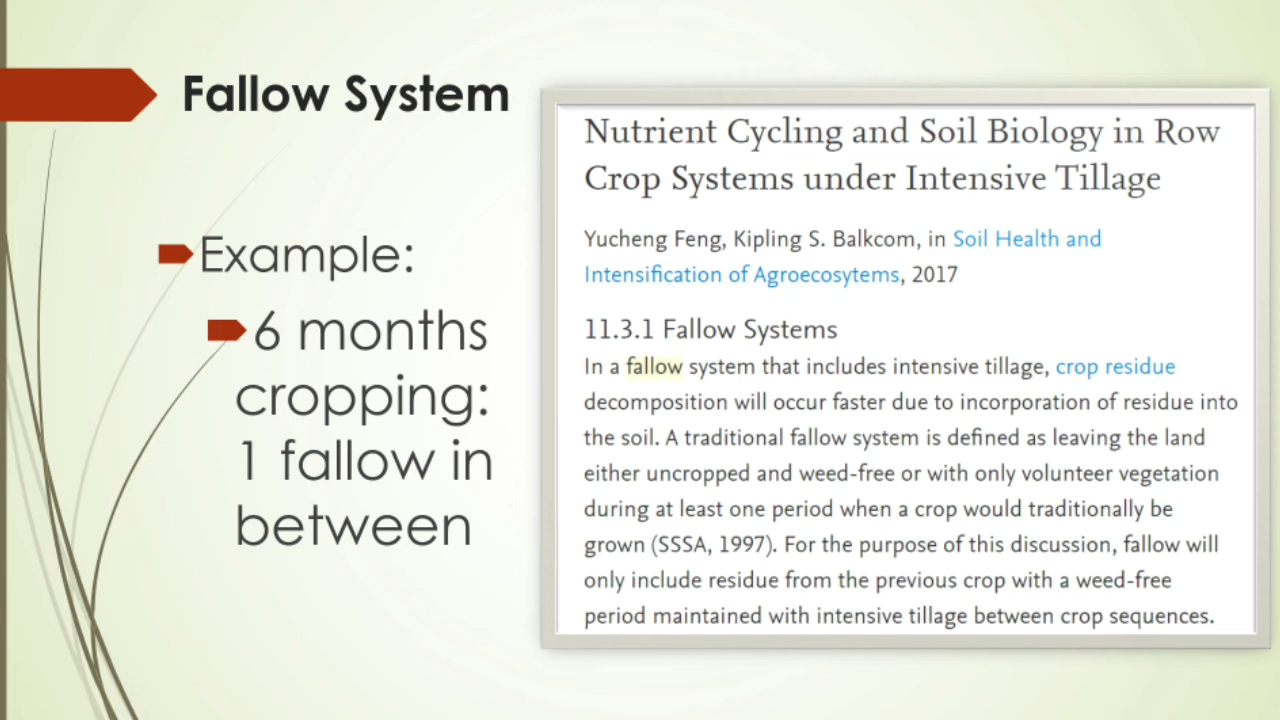 Fallow System
Example:
6 months
cropping:
1 fallow in
between
Nutrient Cycling and Soil Biology in Row
Crop Systems under Intensive Tillage
Yucheng Feng, Kipling S. Balkcom, in Soil Health and
Intensification of Agroecosytems, 2017
11.3.1 Fallow Systems
In a fallow system that includes intensive tillage, crop residue
decomposition will occur faster due to incorporation of residue into
the soil. A traditional fallow system is defined as leaving the land
either uncropped and weed-free or with only volunteer vegetation
during at least one period when a crop would traditionally be
grown (SSSA, 1997). For the purpose of this discussion, fallow will
only include residue from the previous crop with a weed-free
period maintained with intensive tillage between crop sequences.